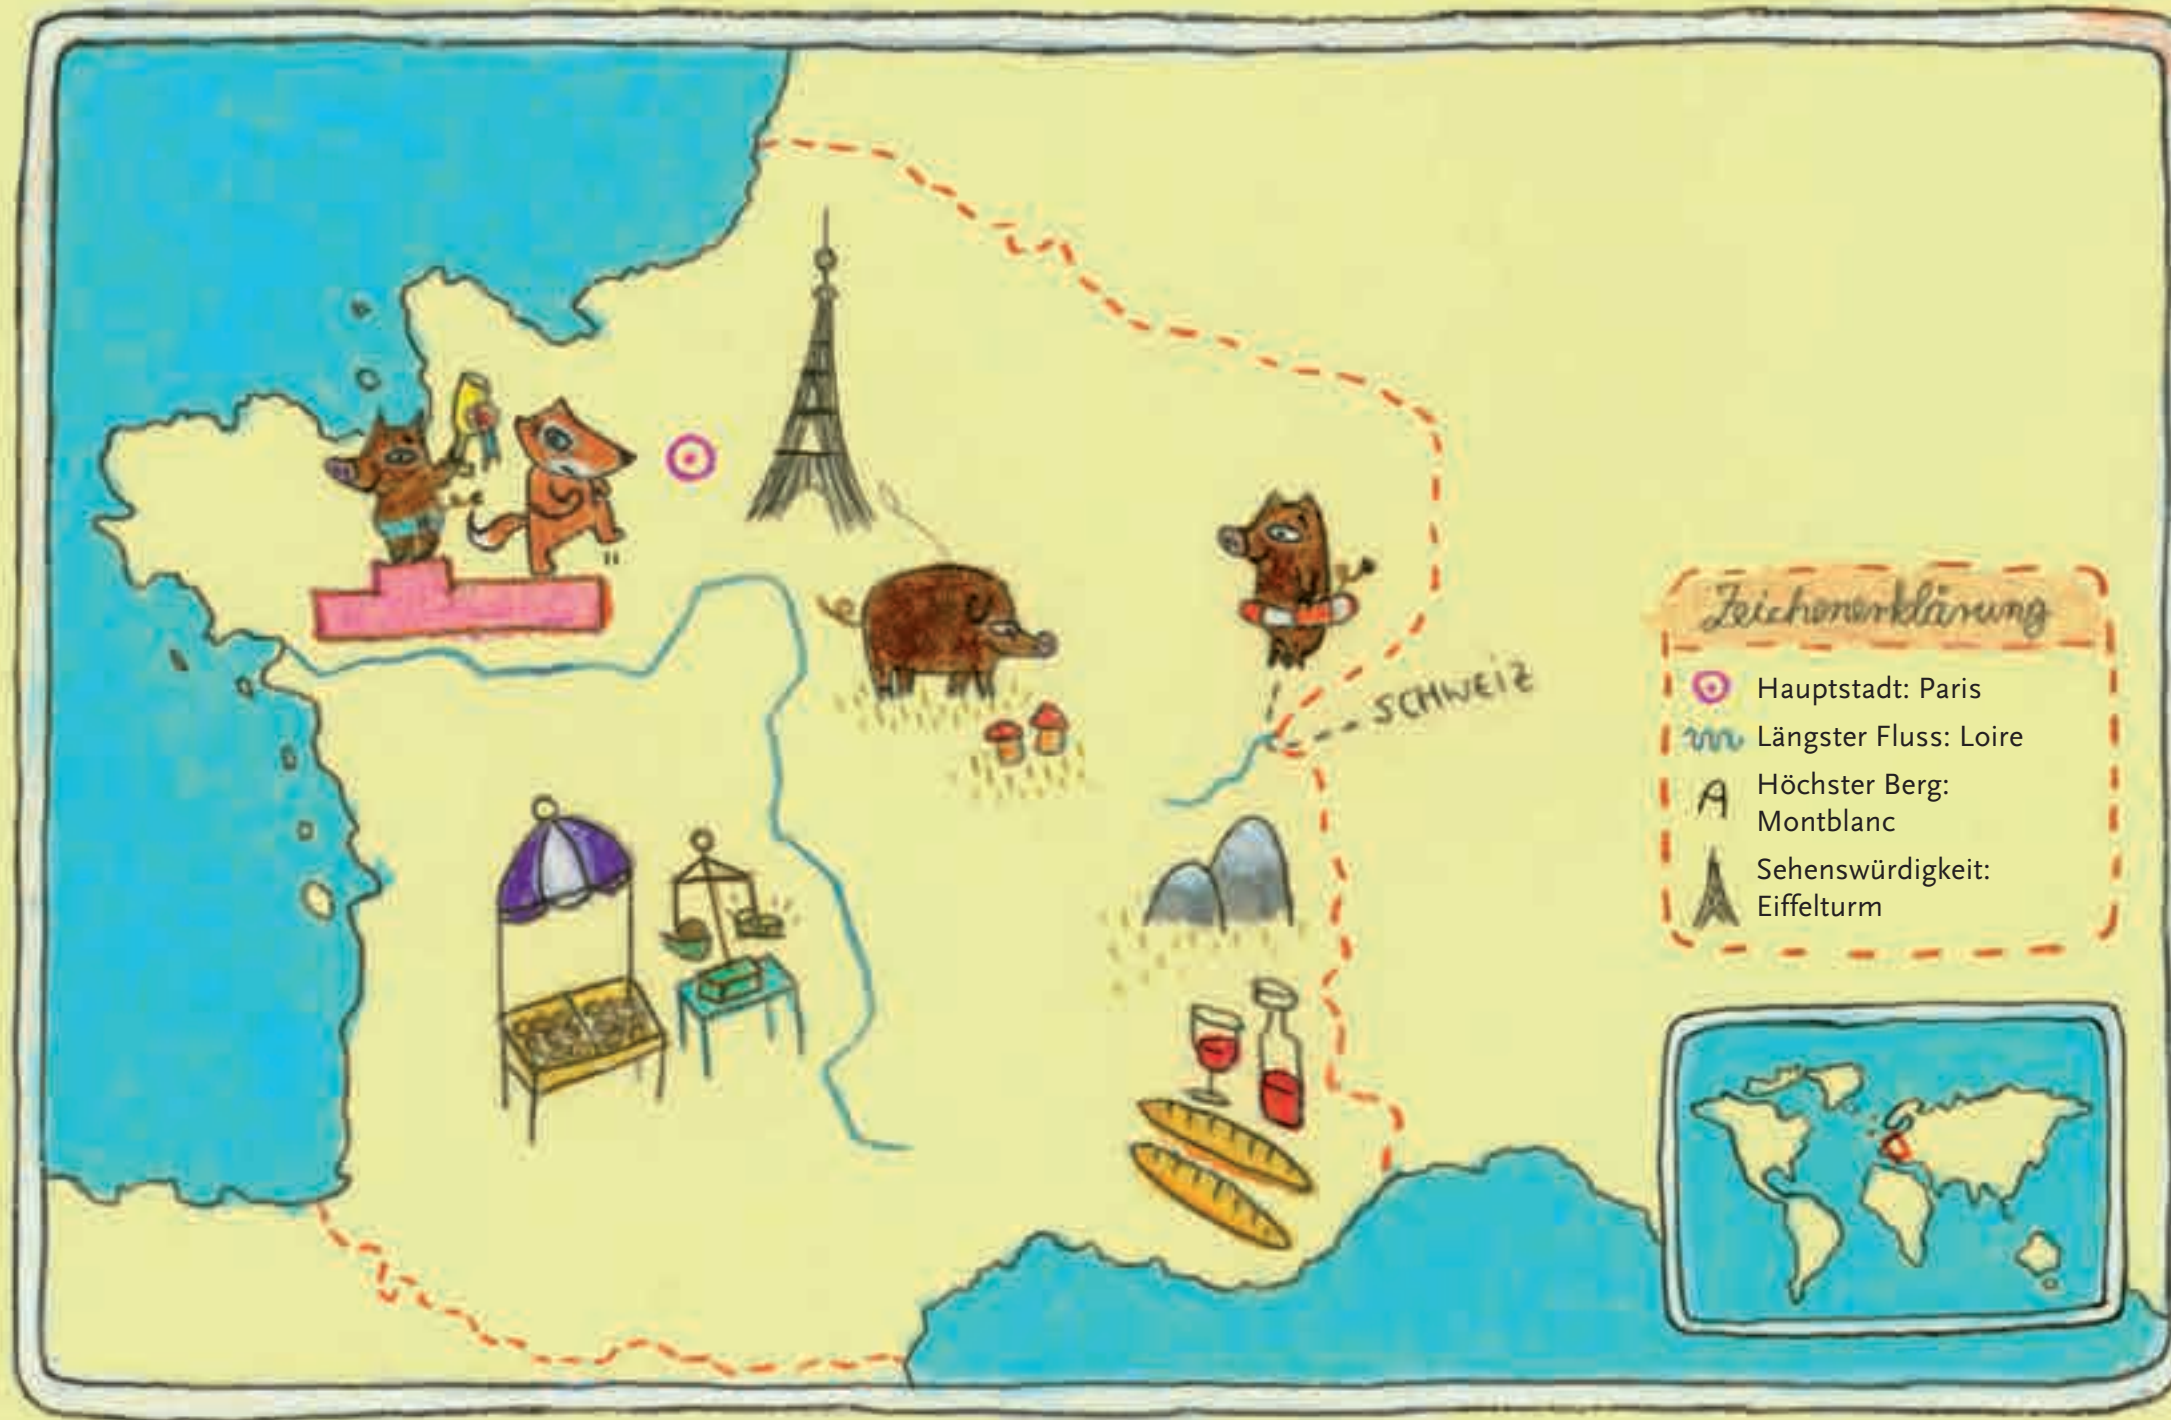 SCHWEIZ
Zeichenerklärung
Hauptstadt: Paris
Längster Fluss: Loire
Höchster Berg:
Montblanc
Sehenswürdigkeit:
Eiffelturm